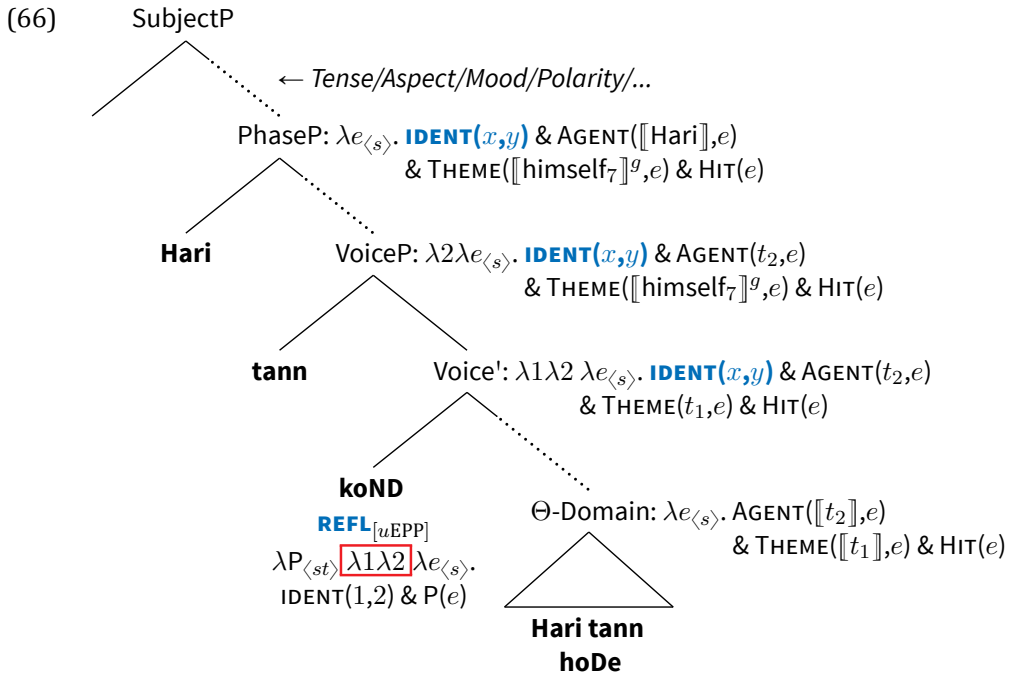 (66) SubjectP
← Tense/Aspect/Mood/Polarity/...
PhaseP: λe⟨s⟩. IDENT(x,y) & AGENT(⟦Hari⟧,e)
& THEME(⟦himself₇⟧ᵍ,e) & HIT(e)
Hari
VoiceP: λ2λe⟨s⟩. IDENT(x,y) & AGENT(t₂,e)
& THEME(⟦himself₇⟧ᵍ,e) & HIT(e)
tann
Voice': λ1λ2 λe⟨s⟩. IDENT(x,y) & AGENT(t₂,e)
& THEME(t₁,e) & HIT(e)
koND
REFL[uEPP]
λP⟨st⟩ λ1λ2 λe⟨s⟩.
IDENT(1,2) & P(e)
Θ-Domain: λe⟨s⟩. AGENT(⟦t₂⟧,e)
& THEME(⟦t₁⟧,e) & HIT(e)
Hari tann
hoDe